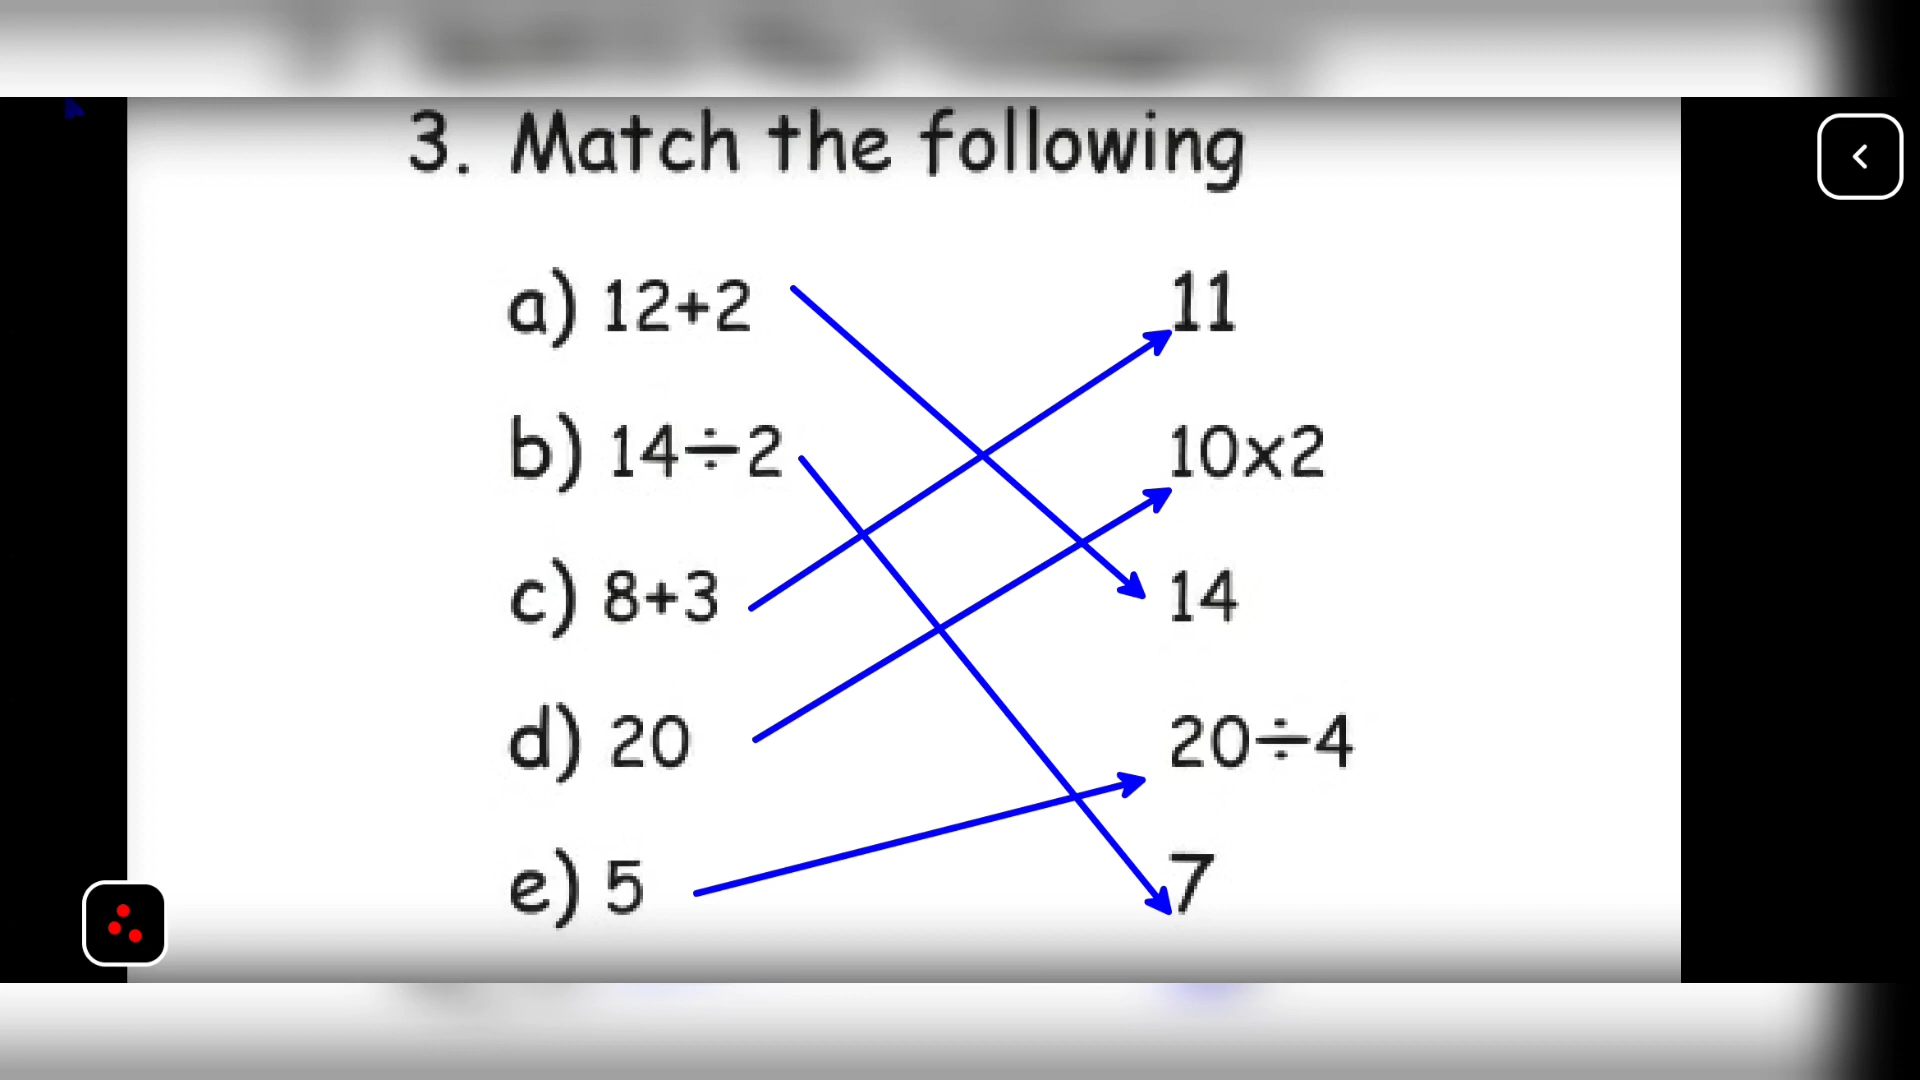 3. Match the following
a) 12+2 11
b) 14÷2 10x2
c) 8+3 14
d) 20 20÷4
e) 5 7